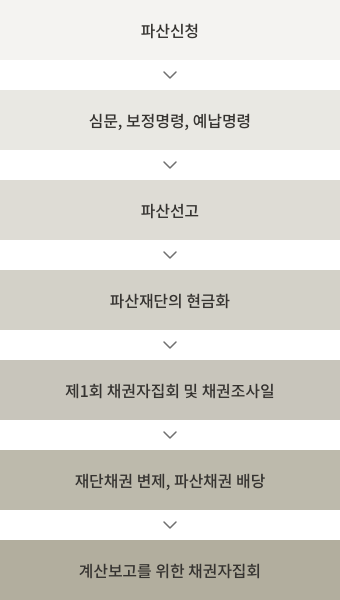 파산신청
심문, 보정명령, 예납명령
파산선고
파산재단의 현금화
제1회 채권자집회 및 채권조사일
재단채권 변제, 파산채권 배당
계산보고를 위한 채권자집회